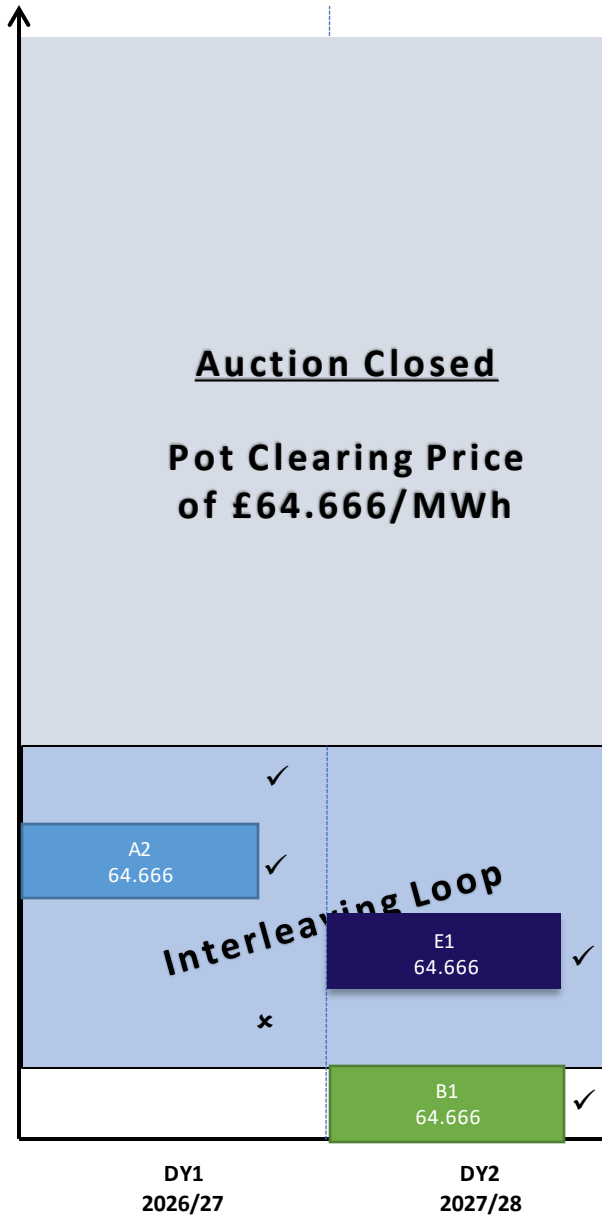 Auction Closed
Pot Clearing Price
of £64.666/MWh
✓
A2
64.666
✓
Interleaving Loop
E1
64.666
✓
×
B1
64.666
✓
DY1
2026/27
DY2
2027/28